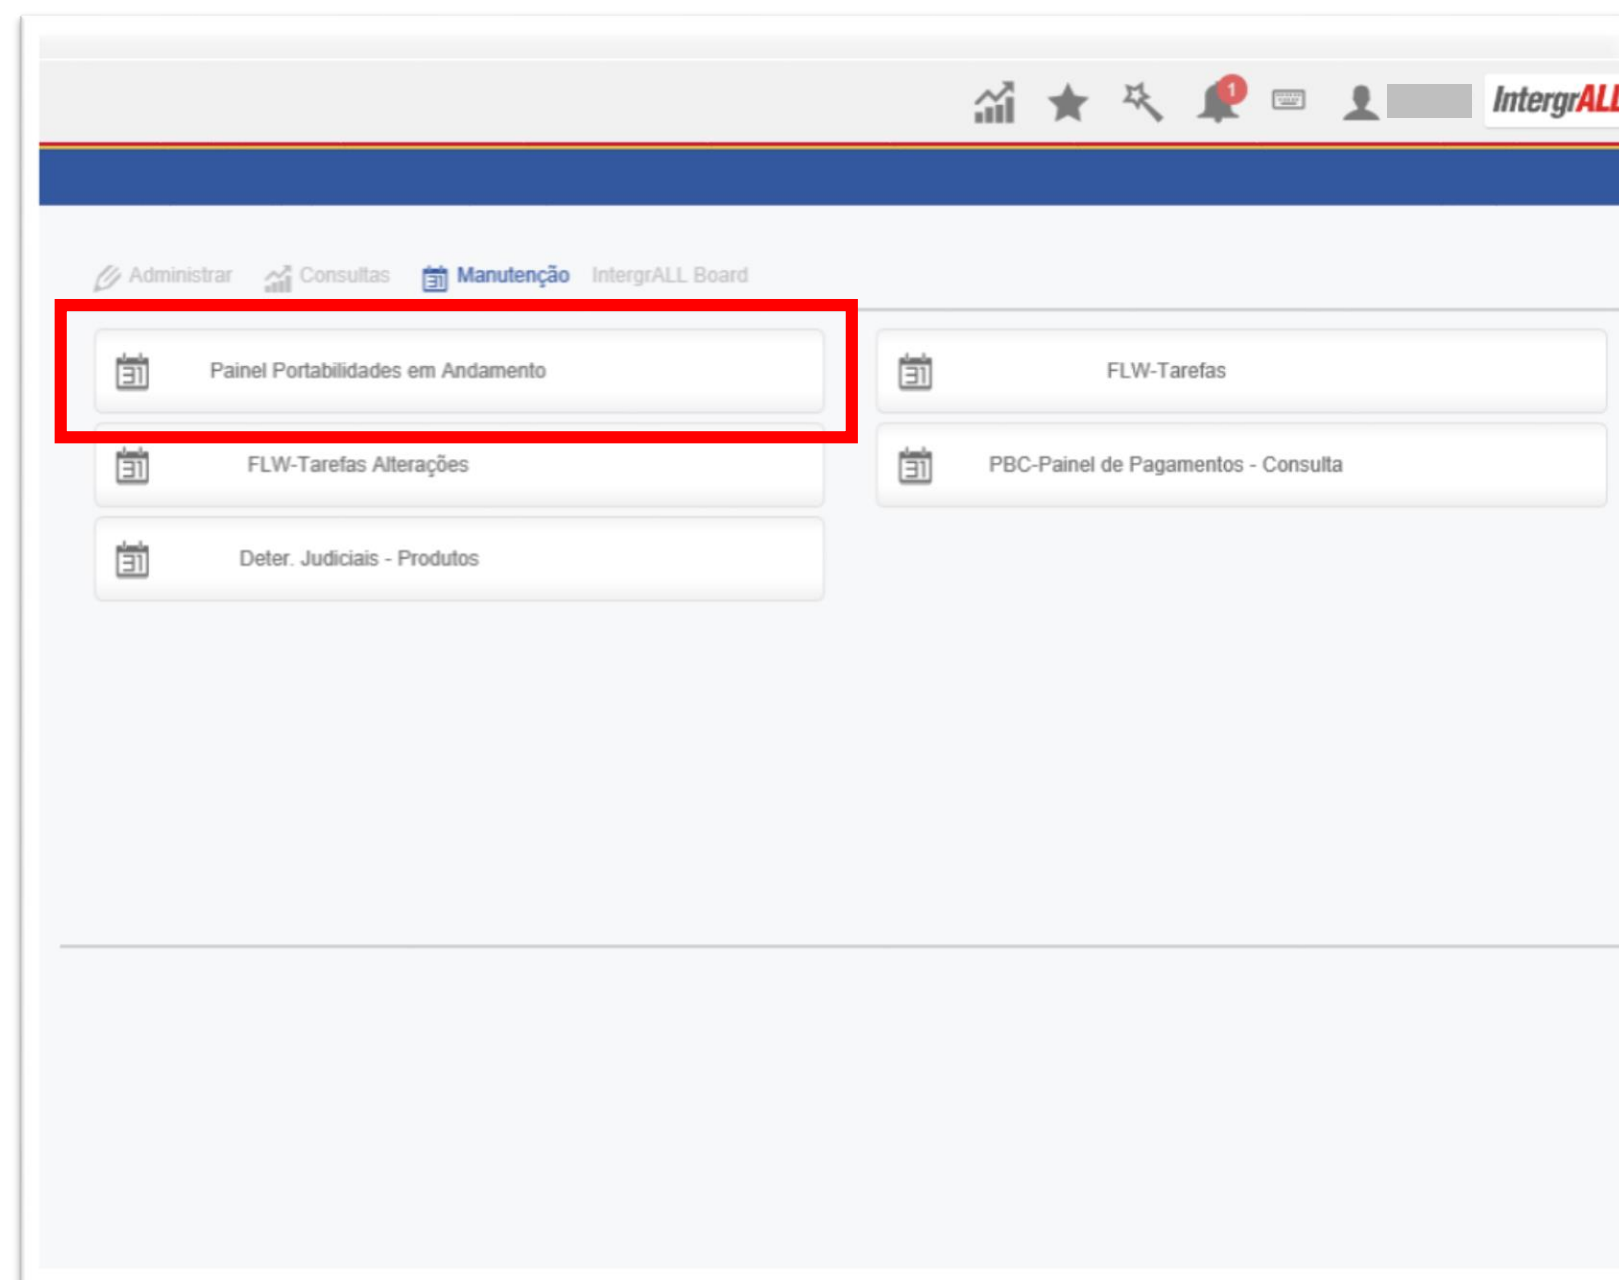 1
IntergrALL
Administrar Consultas Manutenção IntergrALL Board
Painel Portabilidades em Andamento
FLW-Tarefas
FLW-Tarefas Alterações
PBC-Painel de Pagamentos - Consulta
Deter. Judiciais - Produtos